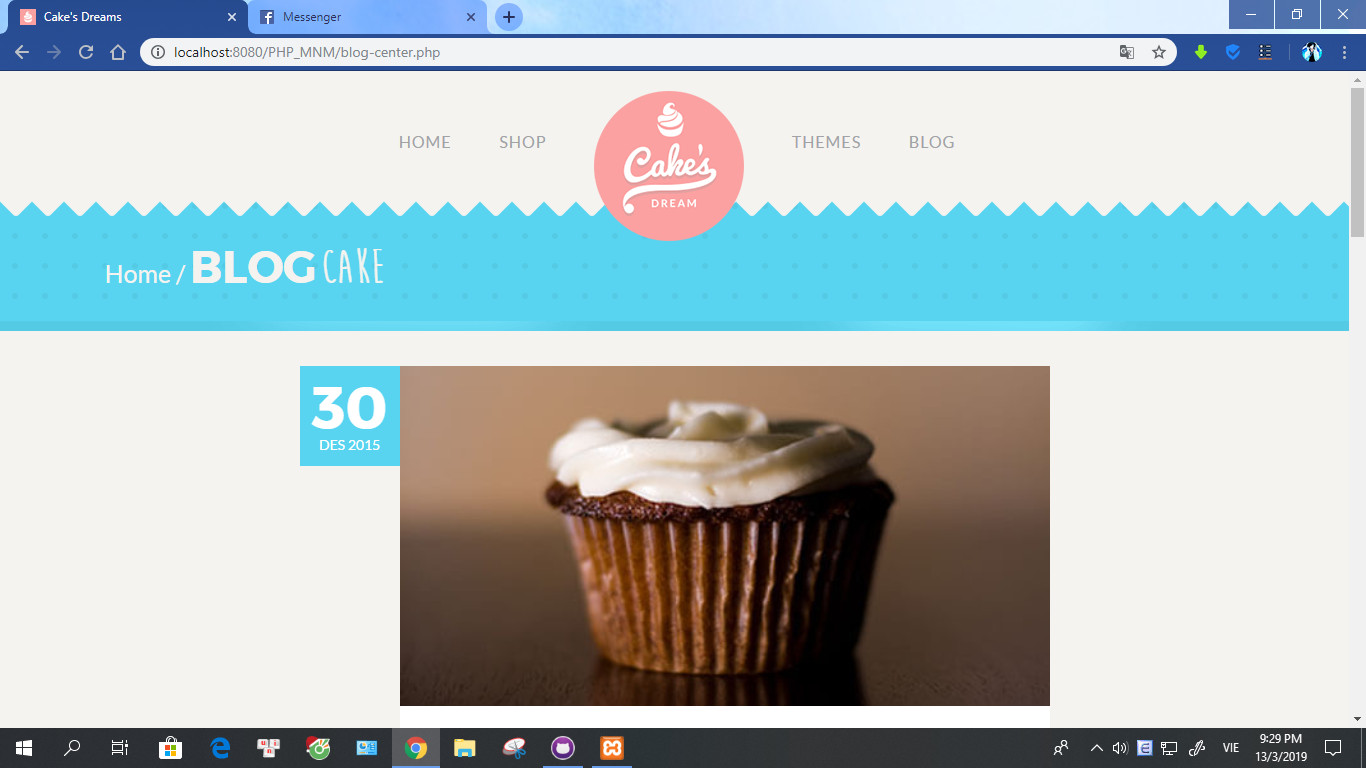 Cake's Dreams
Messenger
localhost:8080/PHP_MNM/blog-center.php
HOME SHOP THEMES BLOG
Cake's
DREAM
Home / BLOG CAKE
30
DES 2015
VIE
9:29 PM
13/3/2019